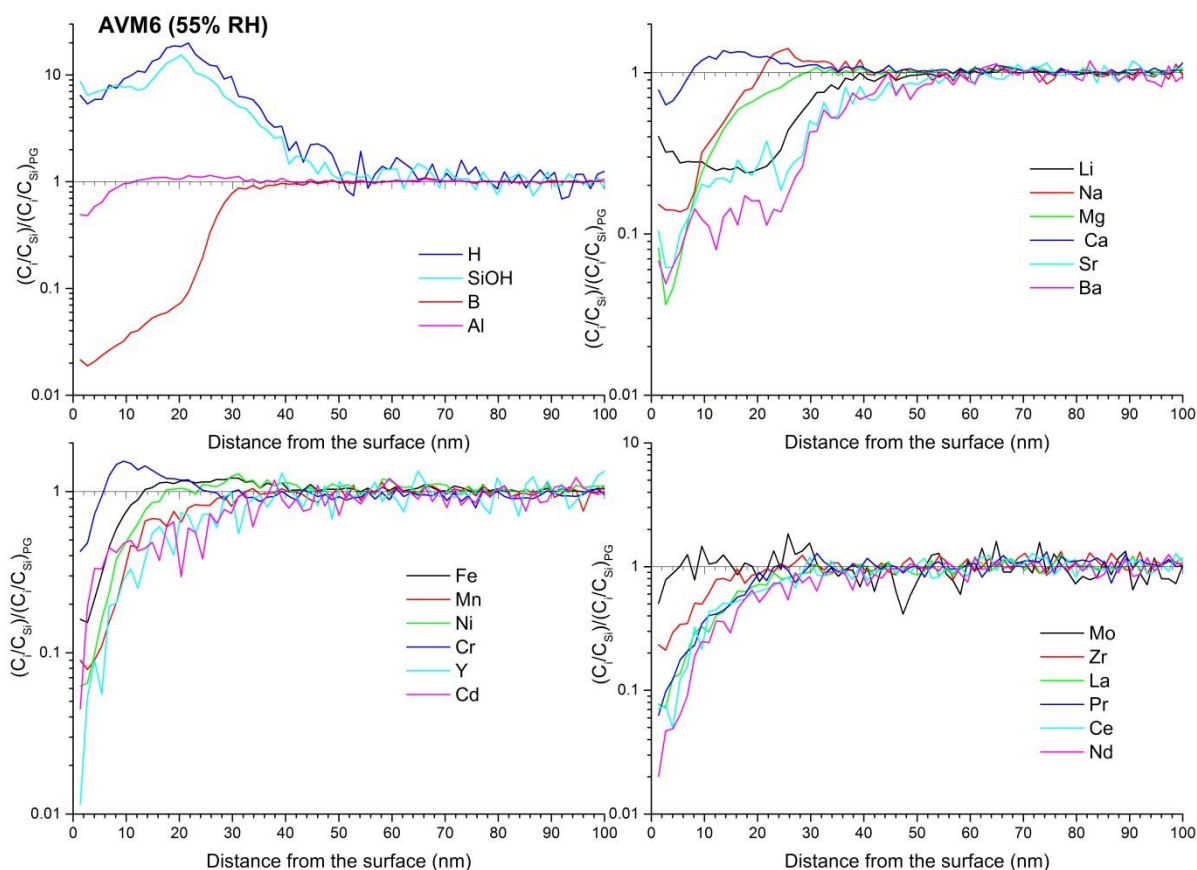 AVM6 (55% RH)
(Ci/CSi)/(Ci/CSi)PG
10
1
0.1
0.01
0 10 20 30 40 50 60 70 80 90 100
Distance from the surface (nm)
H
SiOH
B
Al
(Ci/CSi)/(Ci/CSi)PG
1
0.1
0.01
0 10 20 30 40 50 60 70 80 90 100
Distance from the surface (nm)
Li
Na
Mg
Ca
Sr
Ba
(Ci/CSi)/(Ci/CSi)PG
1
0.1
0.01
0 10 20 30 40 50 60 70 80 90 100
Distance from the surface (nm)
Fe
Mn
Ni
Cr
Y
Cd
(Ci/CSi)/(Ci/CSi)PG
10
1
0.1
0.01
0 10 20 30 40 50 60 70 80 90 100
Distance from the surface (nm)
Mo
Zr
La
Pr
Ce
Nd